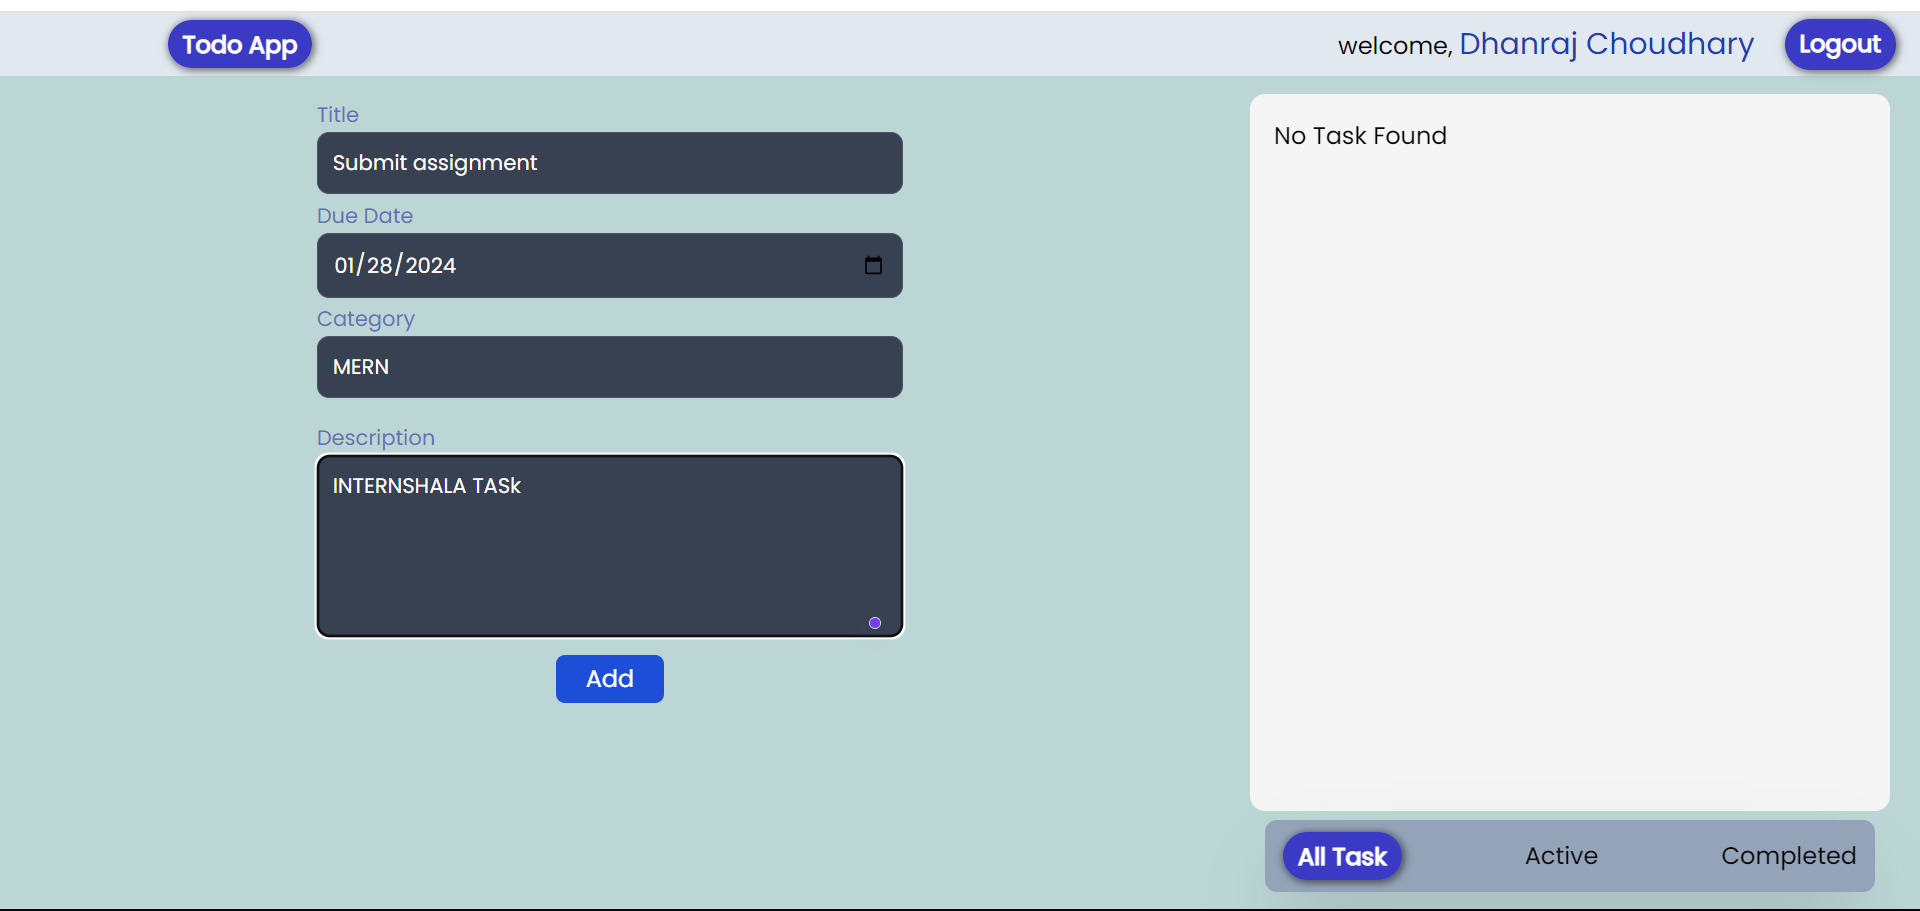 Todo App
welcome, Dhanraj Choudhary
Logout
Title
Submit assignment
Due Date
01/28/2024
Category
MERN
Description
INTERNSHALA TASk
Add
No Task Found
All Task
Active
Completed